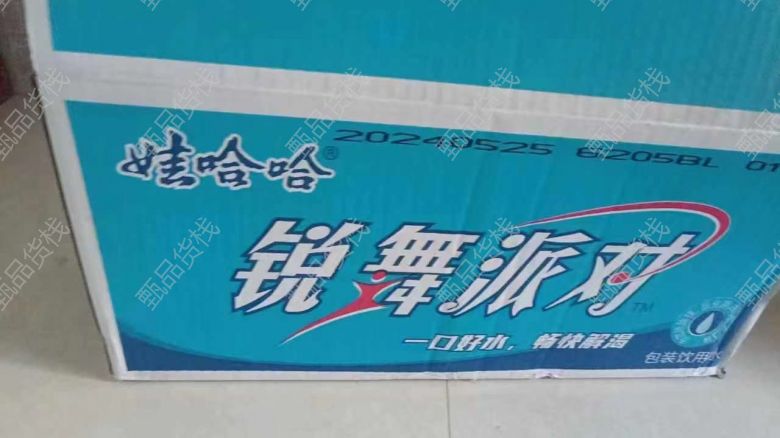 20240525 6205BL 01
娃哈哈®
锐舞派对™
一口好水，畅快解渴
包装饮用水
甄品货栈